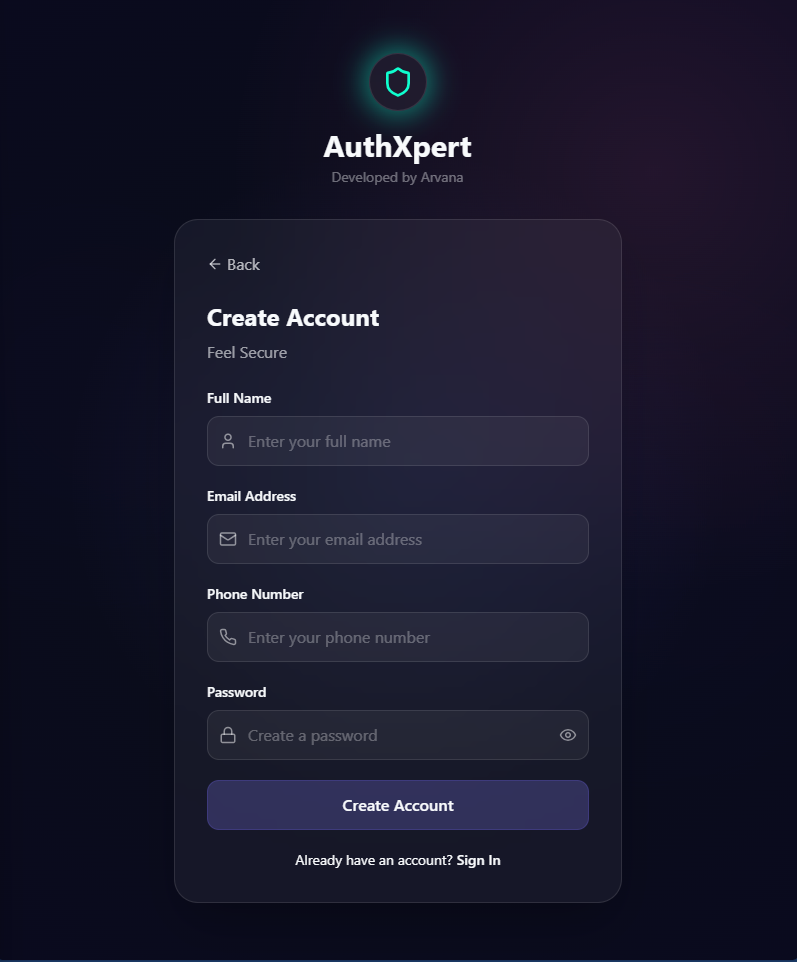 AuthXpert
Developed by Arvana
Back
Create Account
Feel Secure
Full Name
Enter your full name
Email Address
Enter your email address
Phone Number
Enter your phone number
Password
Create a password
Create Account
Already have an account? Sign In